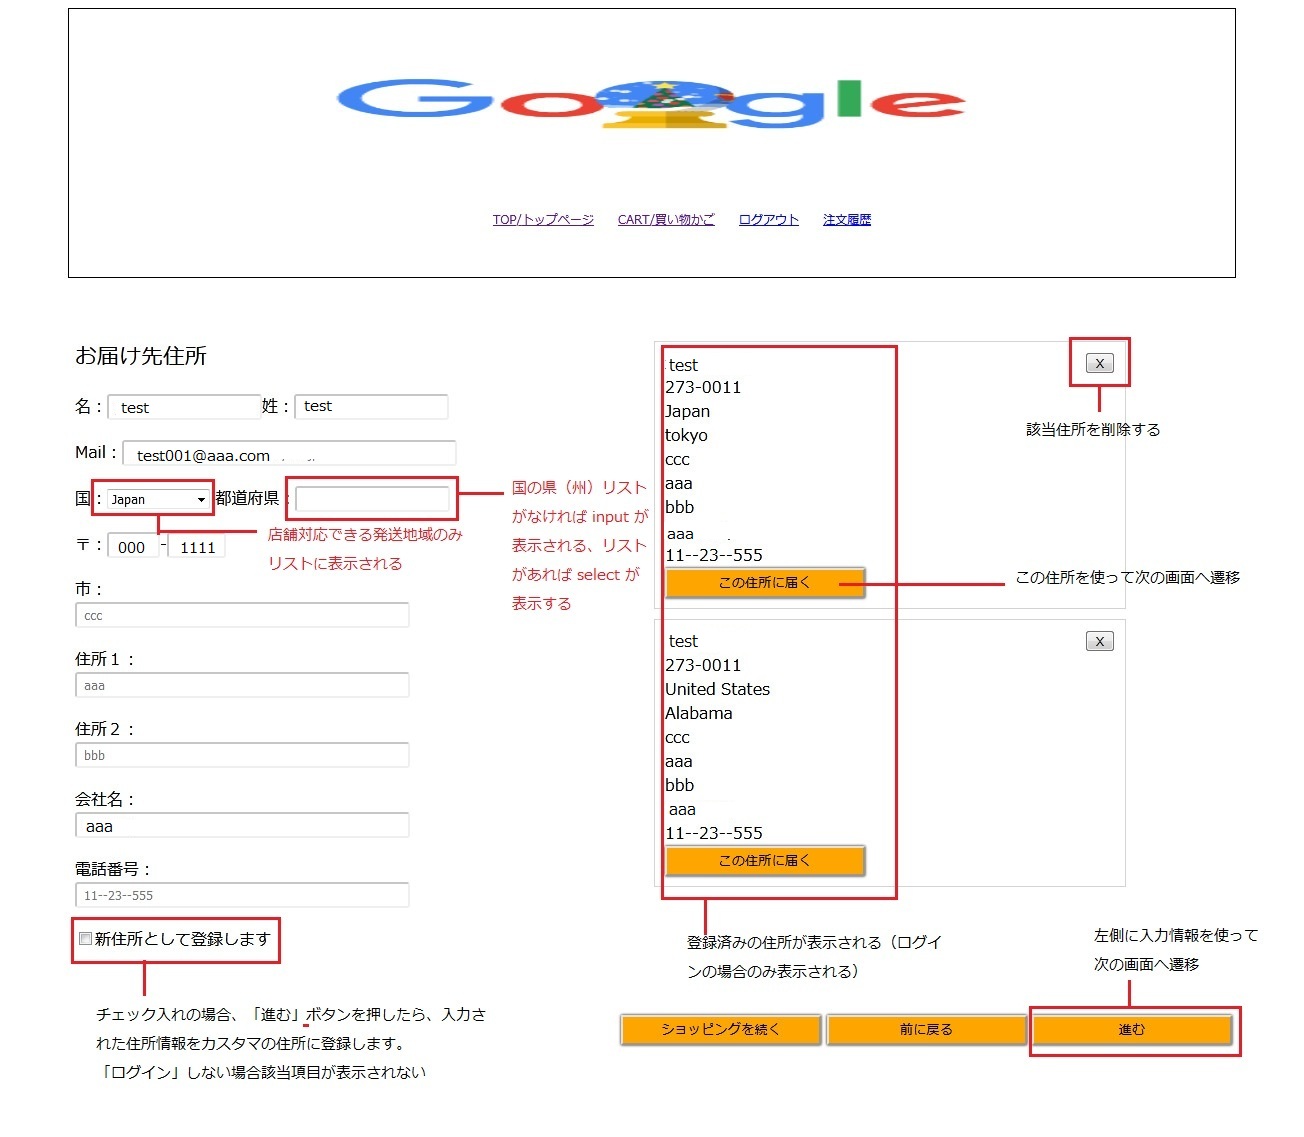 Google
TOP/トップページ CART/買い物かご ログアウト 注文履歴
お届け先住所
名： test 姓： test
Mail： test001@aaa.com
国： Japan 都道府県：
店舗対応できる発送地域のみ
リストに表示される
国の県（州）リスト
がなければ input が
表示される、リスト
があれば select が
表示する
〒： 000 - 1111
市：
ccc
住所１：
aaa
住所２：
bbb
会社名：
aaa
電話番号：
11--23--555
新住所として登録します
チェック入れの場合、「進む」ボタンを押したら、入力さ
れた住所情報をカスタマの住所に登録します。
「ログイン」しない場合該当項目が表示されない
test
273-0011
Japan
tokyo
ccc
aaa
bbb
aaa
11--23--555
この住所に届く
X
該当住所を削除する
この住所を使って次の画面へ遷移
test
273-0011
United States
Alabama
ccc
aaa
bbb
aaa
11--23--555
この住所に届く
X
登録済みの住所が表示される（ログイ
ンの場合のみ表示される）
左側に入力情報を使って
次の画面へ遷移
ショッピングを続く 前に戻る 進む